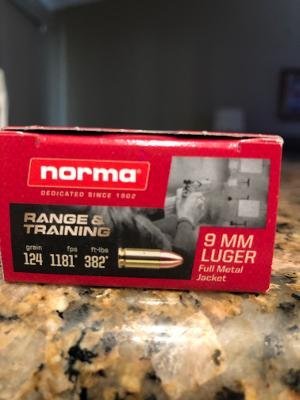 norma®
DEDICATED SINCE 1902
RANGE &
TRAINING
grain fps ft-lbs
124 1181* 382*
9 MM
LUGER
Full Metal
Jacket